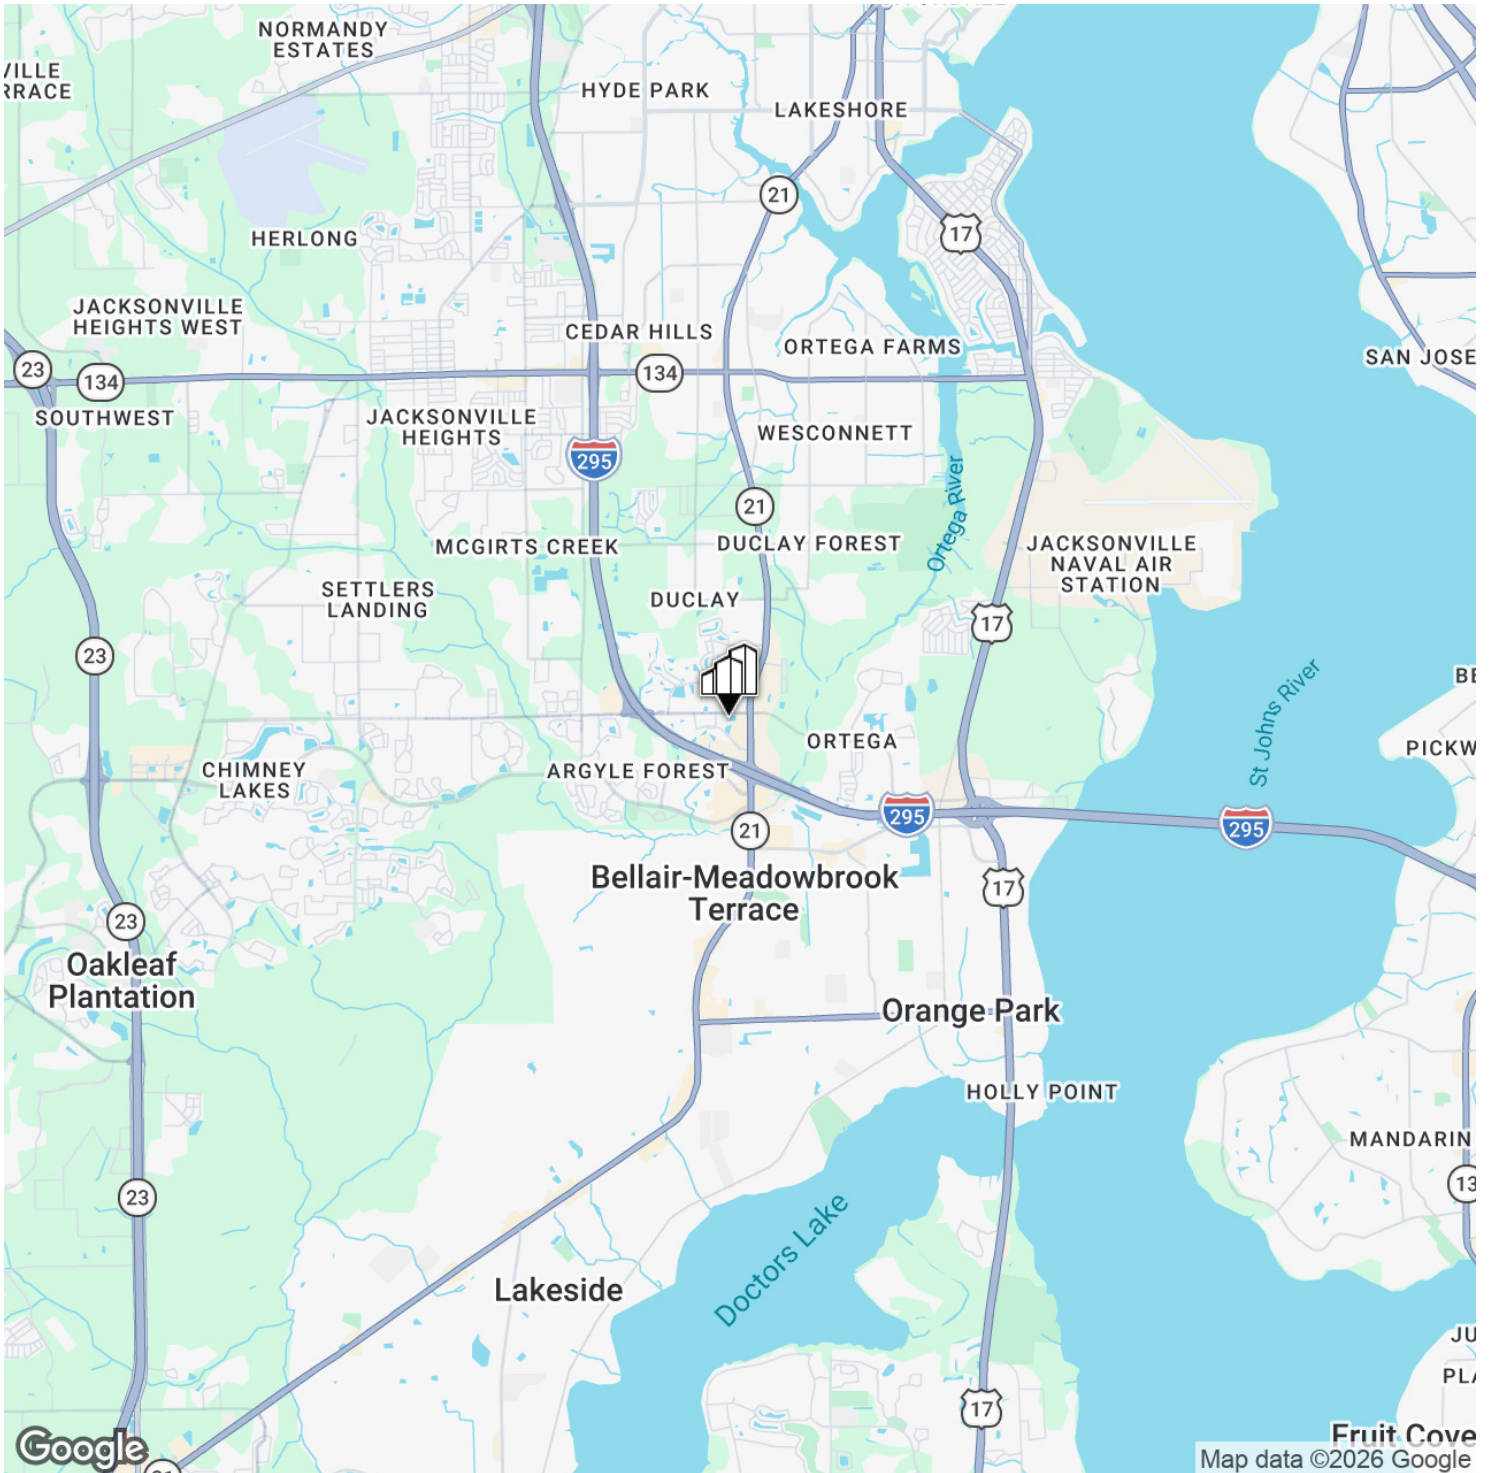 NORMANDY
ESTATES
HYDE PARK
LAKESHORE
21
17
HERLONG
JACKSONVILLE
HEIGHTS WEST
CEDAR HILLS
ORTEGA FARMS
SAN JOSE
23
134
134
SOUTHWEST
JACKSONVILLE
HEIGHTS
WESCONNETT
295
21
Ortega River
MCGIRTS CREEK
DUCLAY FOREST
JACKSONVILLE
NAVAL AIR
STATION
SETTLERS
LANDING
DUCLAY
17
23
St Johns River
ORTEGA
PICKW
CHIMNEY
LAKES
ARGYLE FOREST
295
295
21
Bellair-Meadowbrook
Terrace
17
23
Oakleaf
Plantation
Orange Park
HOLLY POINT
MANDARIN
13
23
Doctors Lake
Lakeside
17
Fruit Cove
Google
Map data ©2026 Google